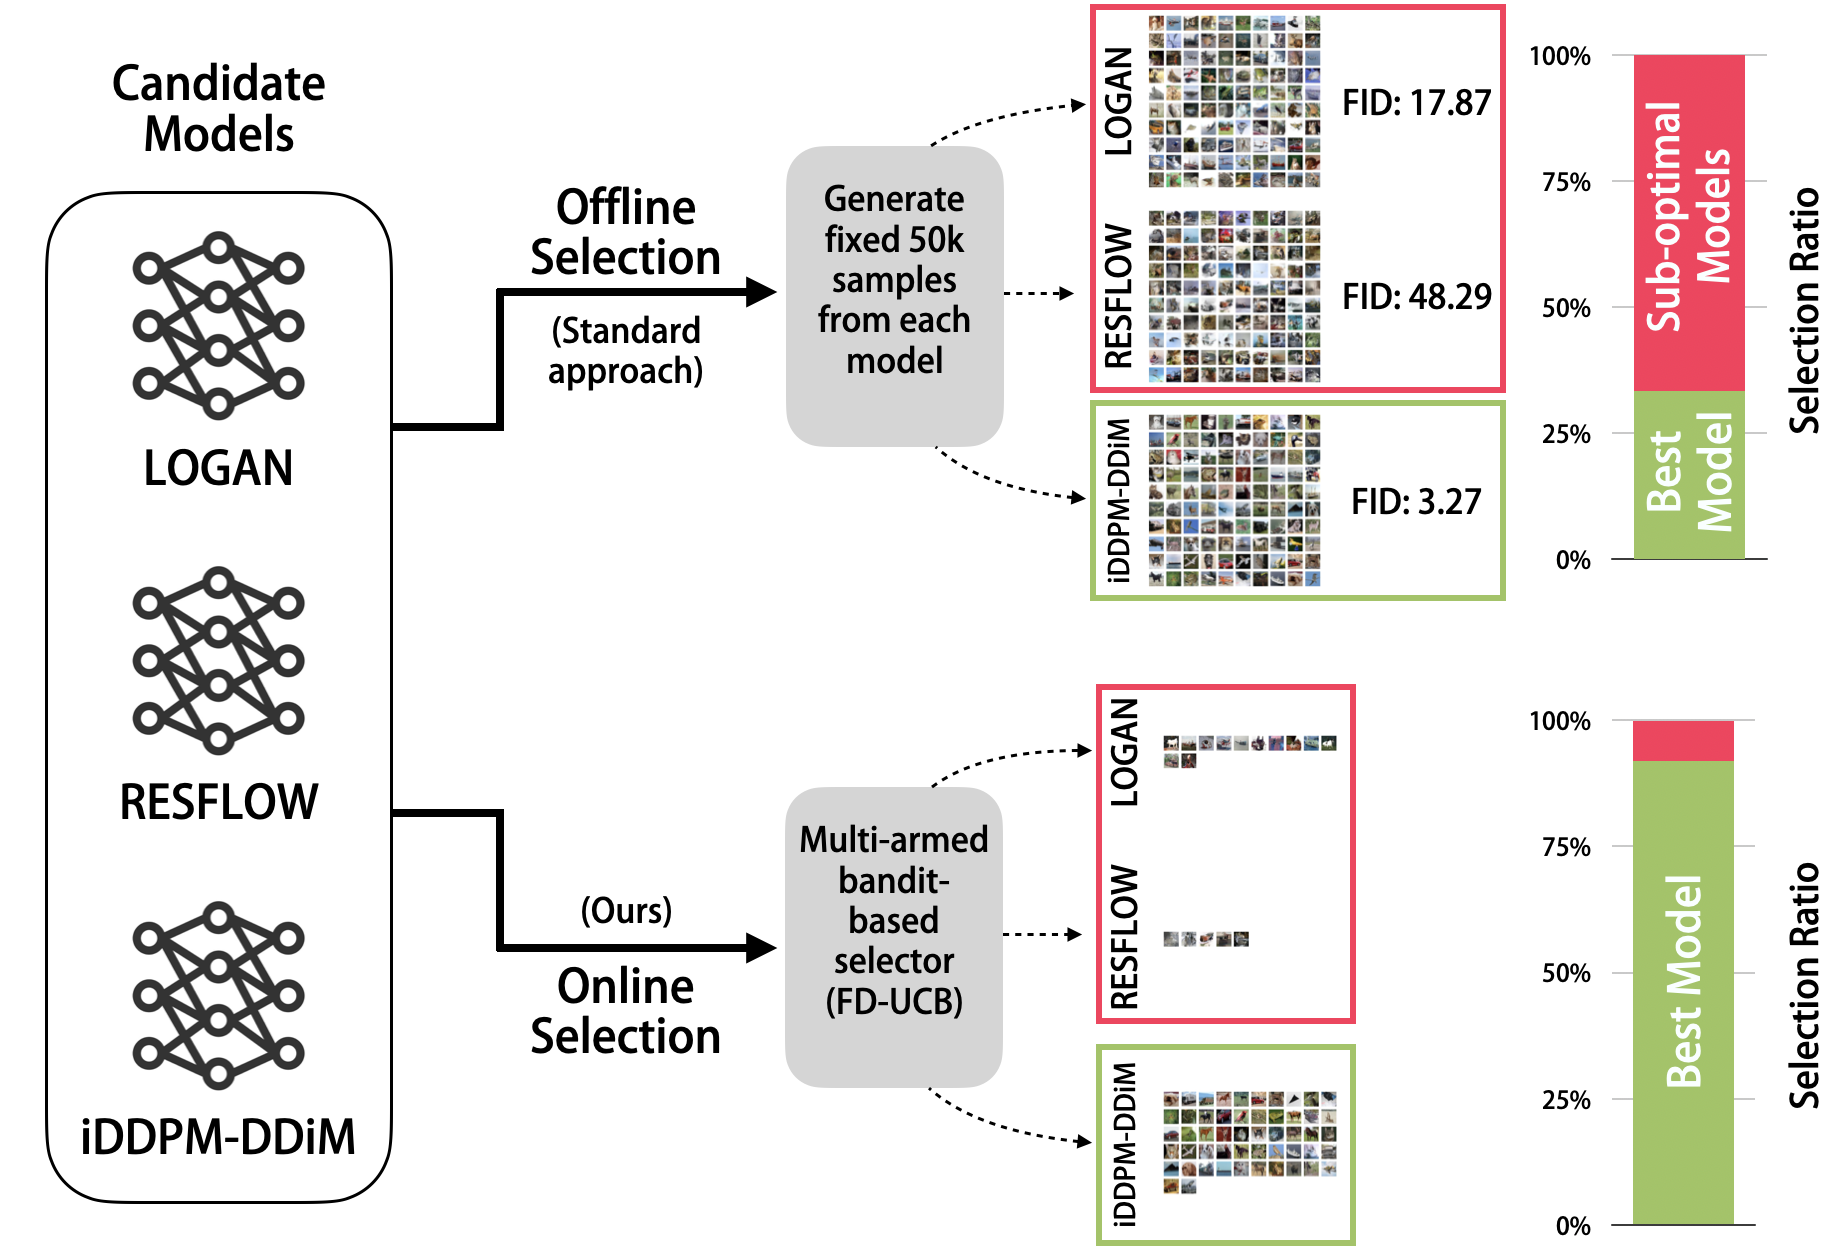 Candidate
Models
LOGAN
RESFLOW
iDDPM-DDiM
Offline
Selection
(Standard
approach)
Generate
fixed 50k
samples
from each
model
LOGAN
FID: 17.87
RESFLOW
FID: 48.29
iDDPM-DDiM
FID: 3.27
100%
75%
50%
25%
0%
Sub-optimal
Models
Best
Model
Selection Ratio
(Ours)
Online
Selection
Multi-armed
bandit-
based
selector
(FD-UCB)
LOGAN
RESFLOW
iDDPM-DDiM
100%
75%
50%
25%
0%
Best Model
Selection Ratio